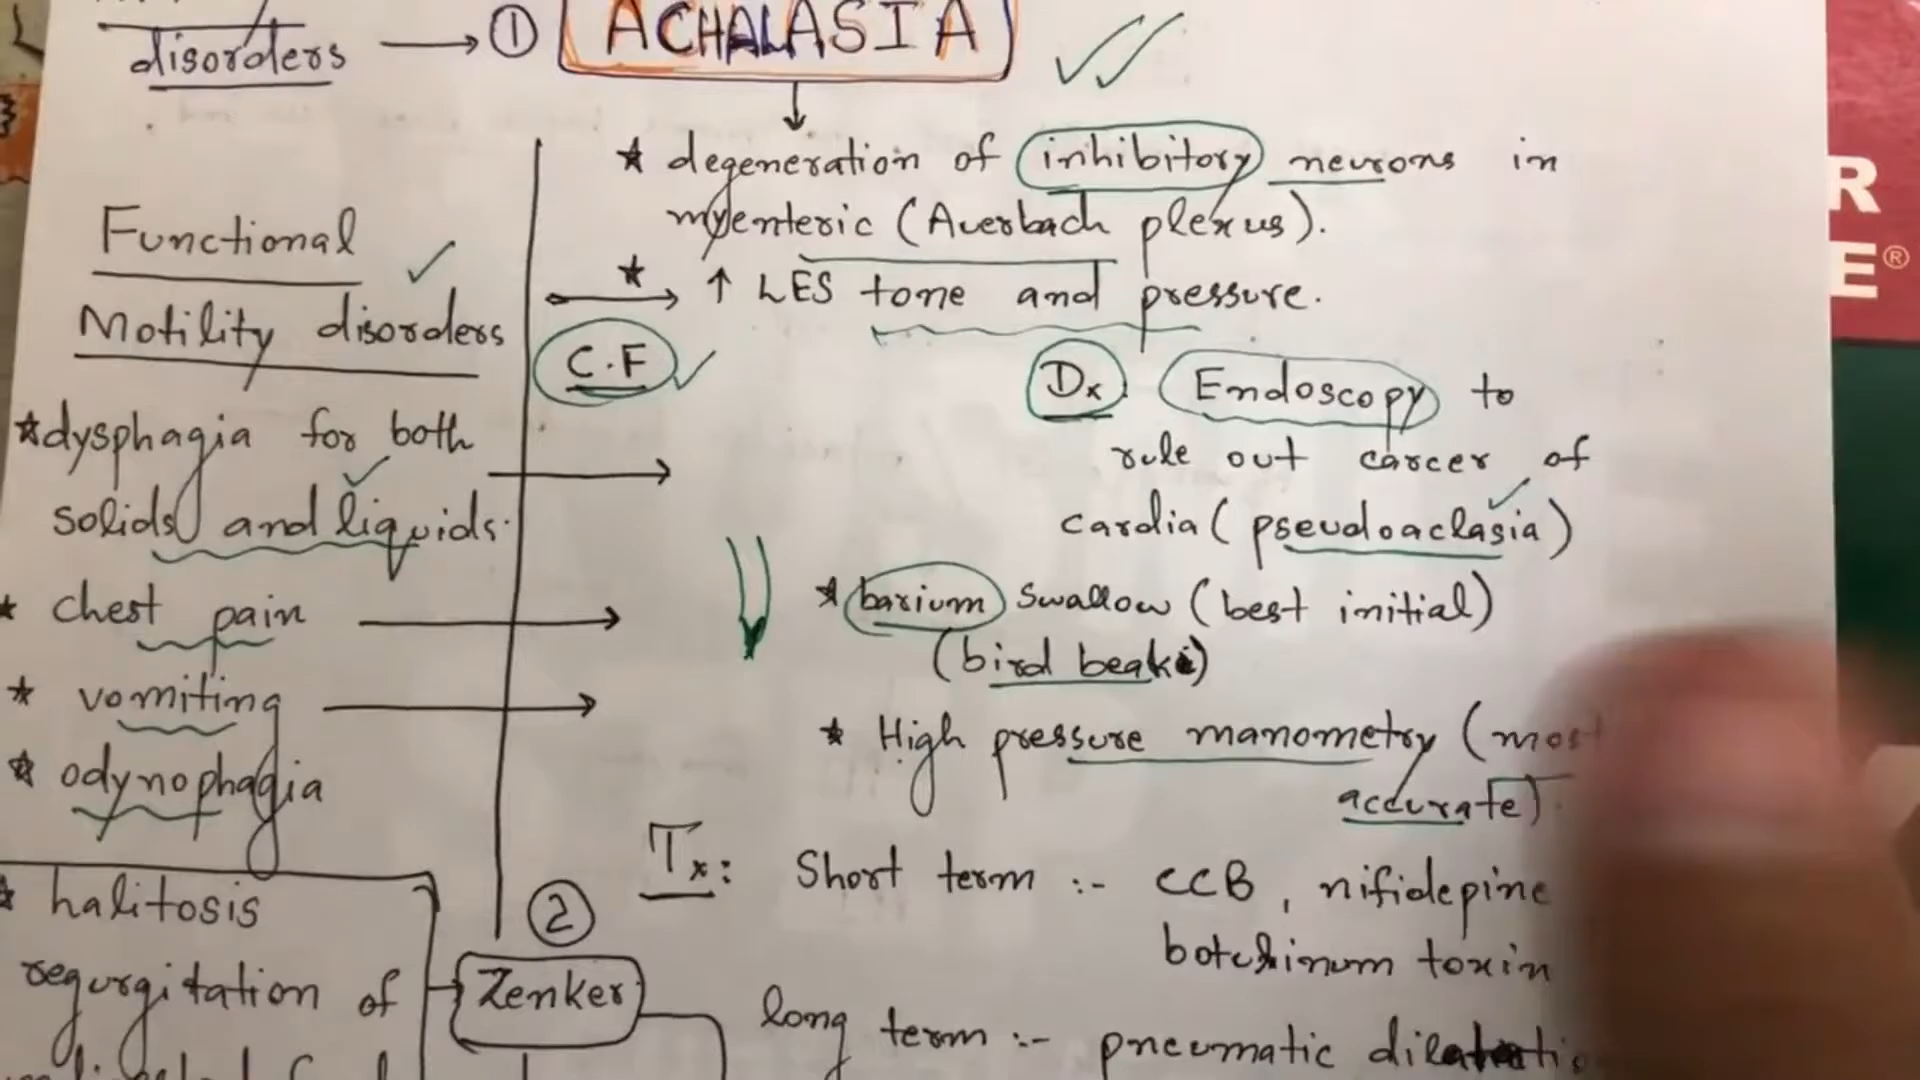 disorders → ① ACHALASIA
★ degeneration of inhibitory neurons in
myenteric (Auerbach plexus).
★ ↑ LES tone and pressure.
Functional
Motility disorders
C.F
★ dysphagia for both
solids and liquids.
★ chest pain
★ vomiting
★ odynophagia
Dx Endoscopy to
rule out carcer of
cardia (pseudoaclasia)
★ barium swallow (best initial)
(bird beak)
★ High pressure manometry (most
accurate).
Tx: Short term :- CCB, nifidepine
botchinum toxin
long term :- pneumatic
② Zenker
★ halitosis
regurgitation of
R
E®